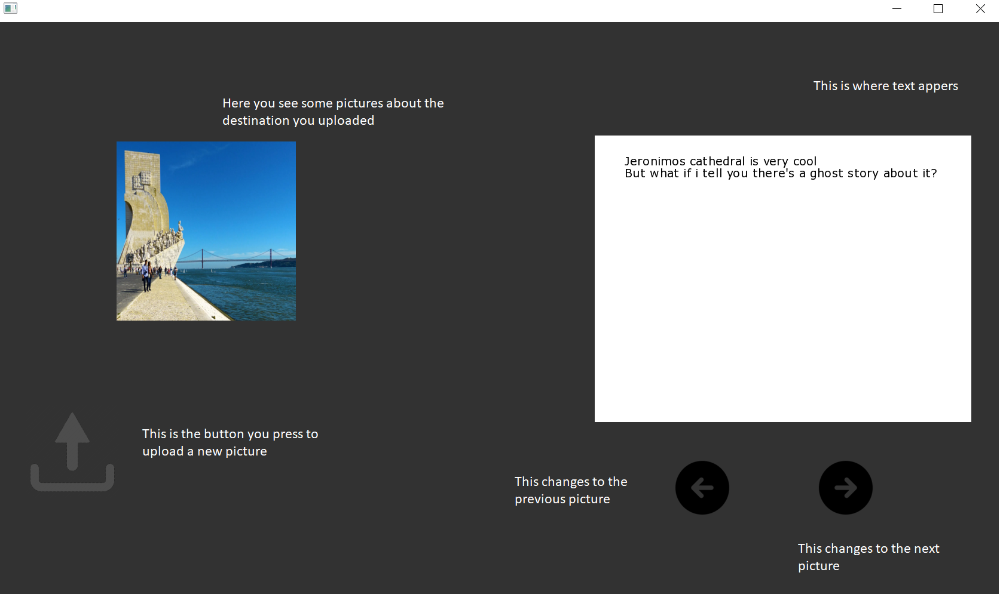 This is where text appers
Here you see some pictures about the
destination you uploaded
Jeronimos cathedral is very cool
But what if i tell you there's a ghost story about it?
This is the button you press to
upload a new picture
This changes to the
previous picture
This changes to the next
picture